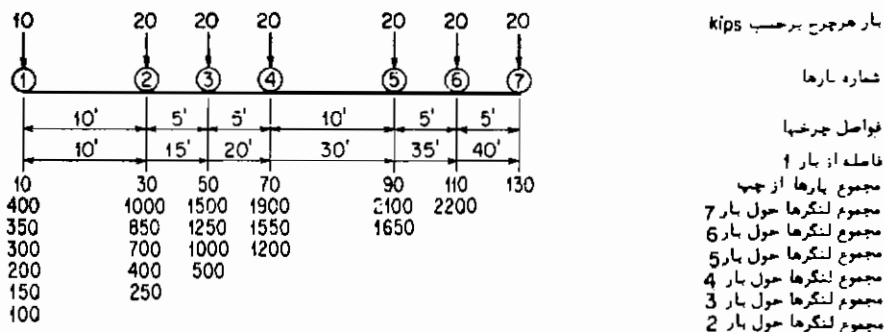 10 20 20 20 20 20 20 بار هرچرخ برحسب kips
1 2 3 4 5 6 7 شماره بارها
10' 5' 5' 10' 5' 5' فواصل چرخها
10' 15' 20' 30' 35' 40' فاصله از بار 1
10 30 50 70 90 110 130 مجموع بارها از چپ
400 1000 1500 1900 2100 2200 مجموع لنگرها حول بار 7
350 850 1250 1550 1650 مجموع لنگرها حول بار 6
300 700 1000 1200 مجموع لنگرها حول بار 5
200 400 500 مجموع لنگرها حول بار 4
150 250 مجموع لنگرها حول بار 3
100 مجموع لنگرها حول بار 2